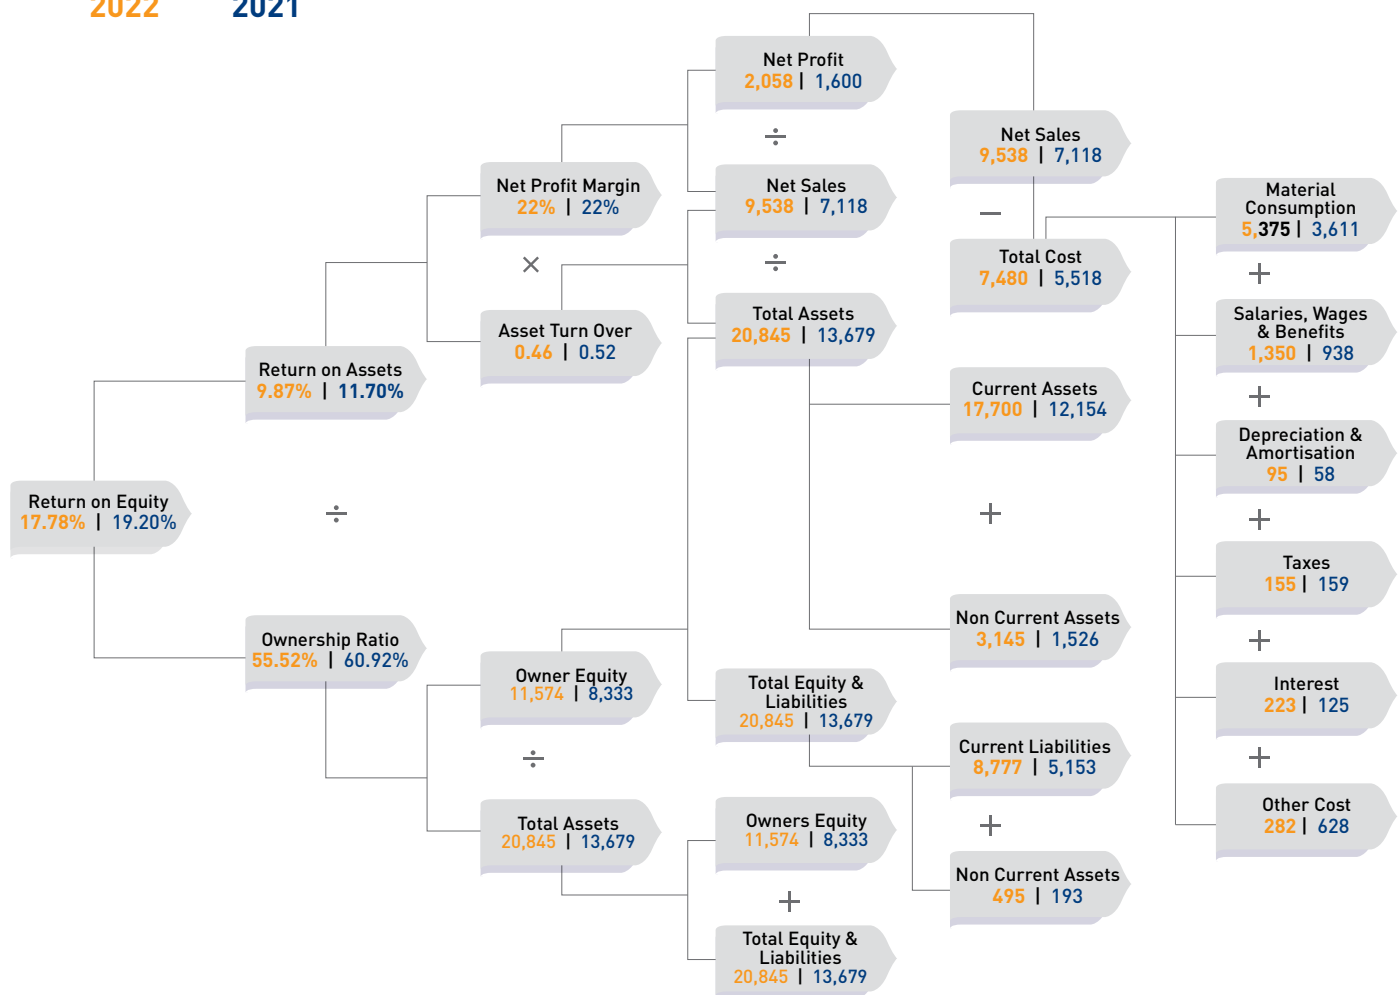 2022 2021
Net Profit
2,058 | 1,600
÷
Net Sales
9,538 | 7,118
Net Profit Margin
22% | 22%
Net Sales
9,538 | 7,118
Material
Consumption
5,375 | 3,611
−
×
÷
Total Cost
7,480 | 5,518
+
Asset Turn Over
0.46 | 0.52
Total Assets
20,845 | 13,679
Salaries, Wages
& Benefits
1,350 | 938
Return on Assets
9.87% | 11.70%
Current Assets
17,700 | 12,154
+
Depreciation &
Amortisation
95 | 58
Return on Equity
17.78% | 19.20%
÷
+
+
Taxes
155 | 159
Ownership Ratio
55.52% | 60.92%
Non Current Assets
3,145 | 1,526
+
Owner Equity
11,574 | 8,333
Total Equity &
Liabilities
20,845 | 13,679
Interest
223 | 125
÷
Current Liabilities
8,777 | 5,153
+
Total Assets
20,845 | 13,679
Owners Equity
11,574 | 8,333
+
Other Cost
282 | 628
+
Non Current Assets
495 | 193
Total Equity &
Liabilities
20,845 | 13,679